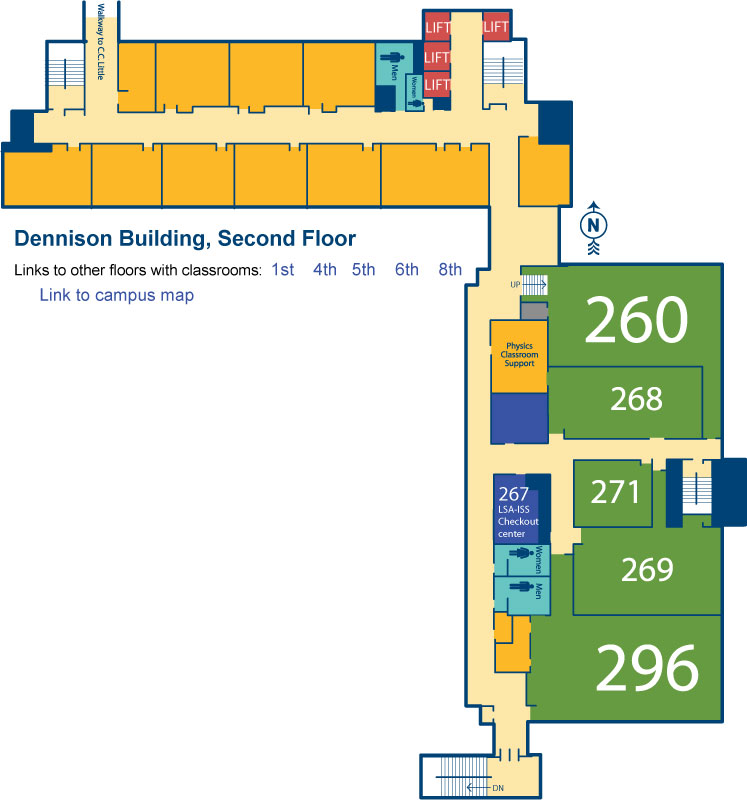 Walkway to C.C. Little
Men
Women
LIFT
LIFT
LIFT
LIFT
Dennison Building, Second Floor
Links to other floors with classrooms: 1st 4th 5th 6th 8th
Link to campus map
N
UP
260
Physics
Classroom
Support
268
267
LSA-ISS
Checkout
center
271
Women
Men
269
296
DN